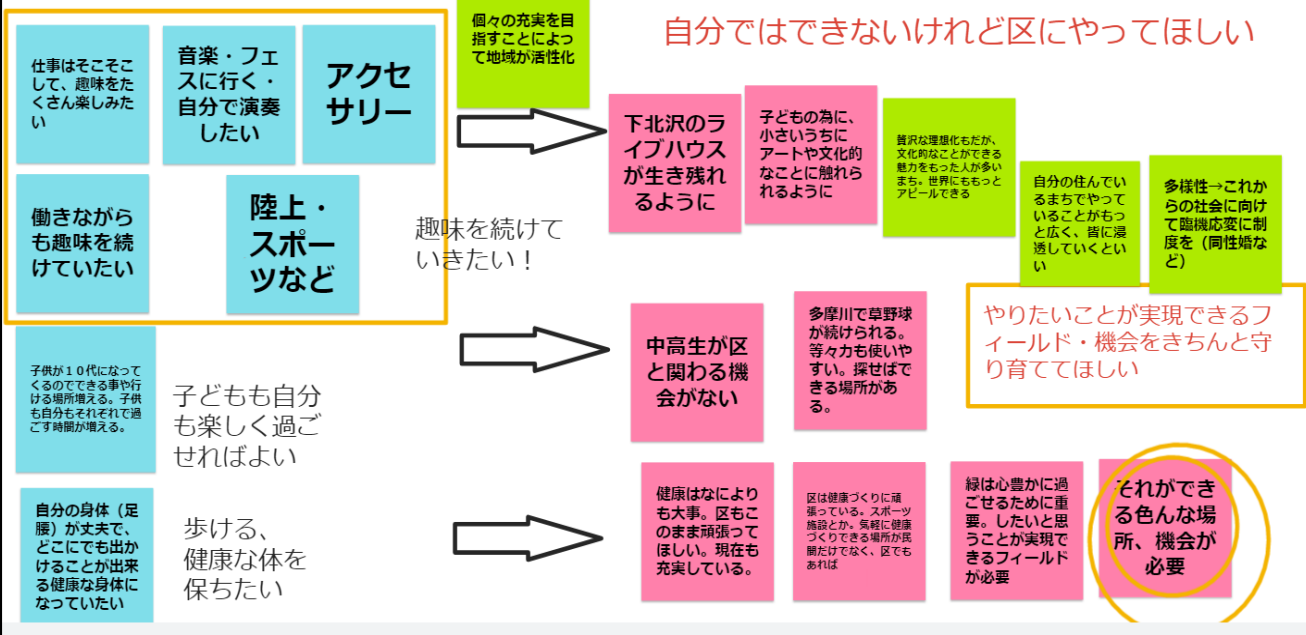 自分ではできないけれど区にやってほしい
仕事はそこそこ
して、趣味をた
くさん楽しみた
い
音楽・フェ
スに行く・
自分で演奏
したい
アクセ
サリー
働きながら
も趣味を続
けていたい
陸上・
スポー
ツなど
趣味を続けて
いきたい！
個々の充実を目
指すことによっ
て地域が活性化
下北沢のラ
イブハウス
が生き残れ
るように
子どもの為に、
小さいうちに
アートや文化的
なことに触れら
れるように
贅沢な理想化もだが、
文化的なことができる
魅力をもった人が多い
まち。世界にももっと
アピールできる
自分の住んでい
るまちでやって
いることがもっ
と広く、皆に浸
透していくとい
い
多様性→これか
らの社会に向け
て臨機応変に制
度を（同性婚な
ど）
やりたいことが実現できるフ
ィールド・機会をきちんと守
り育ててほしい
子供が１０代になって
くるのでできる事や行
ける場所増える。子供
も自分もそれぞれで過
ごす時間が増える。
子どもも自分
も楽しく過ご
せればよい
中高生が区
と関わる機
会がない
多摩川で草野球
が続けられる。
等々力も使いや
すい。探せばで
きる場所があ
る。
自分の身体（足
腰）が丈夫で、
どこにでも出か
けることが出来
る健康な身体に
なっていたい
歩ける、
健康な体を
保ちたい
健康はなにより
も大事。区もこ
のまま頑張って
ほしい。現在も
充実している。
区は健康づくりに頑
張っている。スポーツ
施設とか。気軽に健康
づくりできる場所が民
間だけでなく、区でも
あれば
緑は心豊かに過
ごせるために重
要。したいと思
うことが実現で
きるフィールド
が必要
それができ
る色んな場
所、機会が
必要